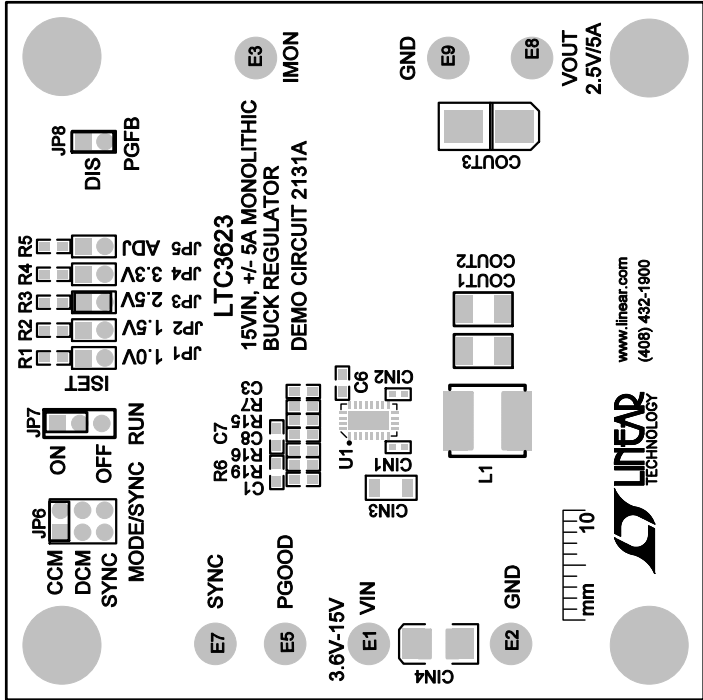 JP8
DIS
PGFB
E3
IMON
GND
E9
E8
VOUT
2.5V/5A
COUT3
R5
R4
R3
R2
R1
ADJ JP5
3.3V JP4
2.5V JP3
1.5V JP2
1.0V JP1
ISET
LTC3623
15VIN, +/- 5A MONOLITHIC
BUCK REGULATOR
DEMO CIRCUIT 2131A
COUT2
COUT1
www.linear.com
(408) 432-1900
JP7
ON
OFF
RUN
C3
R7
R15
C8
R16
R19
C1
C7
R6
C6
U1
CIN2
CIN1
CIN3
L1
LINEAR
TECHNOLOGY
JP6
CCM
DCM
SYNC
MODE/SYNC
E7
SYNC
E5
PGOOD
3.6V-15V
E1
VIN
CIN4
E2
GND
mm
10